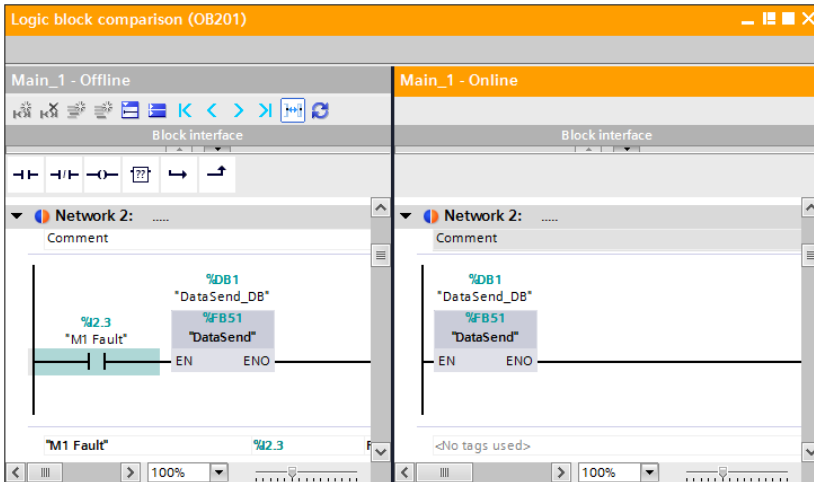 Logic block comparison (OB201)
Main_1 - Offline
Main_1 - Online
Block interface
Block interface
??
Network 2: .....
Network 2: .....
Comment
Comment
%DB1
"DataSend_DB"
%FB51
"DataSend"
EN ENO
%I2.3
"M1 Fault"
%DB1
"DataSend_DB"
%FB51
"DataSend"
EN ENO
"M1 Fault" %I2.3 F
<No tags used>
100%
100%